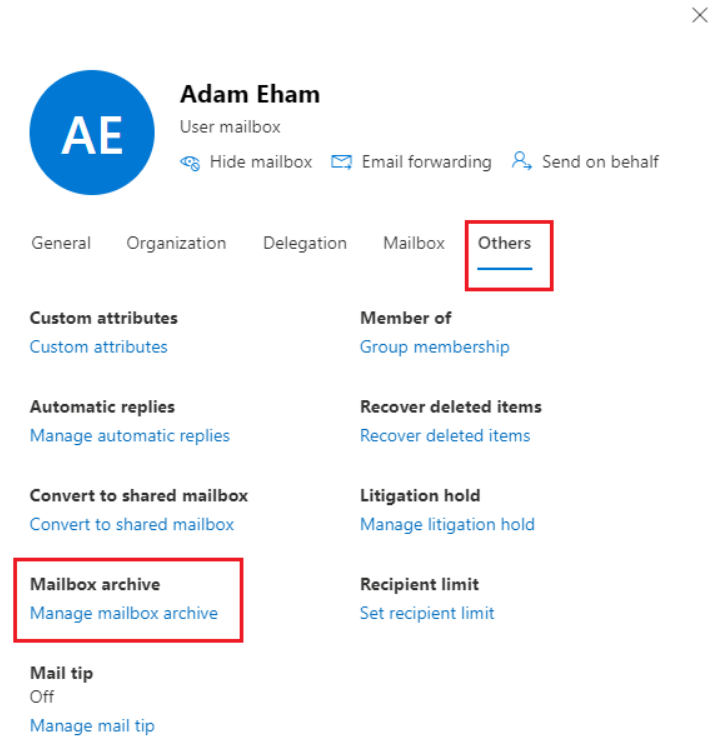 AE
Adam Eham
User mailbox
Hide mailbox Email forwarding Send on behalf
General Organization Delegation Mailbox Others
Custom attributes
Custom attributes
Member of
Group membership
Automatic replies
Manage automatic replies
Recover deleted items
Recover deleted items
Convert to shared mailbox
Convert to shared mailbox
Litigation hold
Manage litigation hold
Mailbox archive
Manage mailbox archive
Recipient limit
Set recipient limit
Mail tip
Off
Manage mail tip